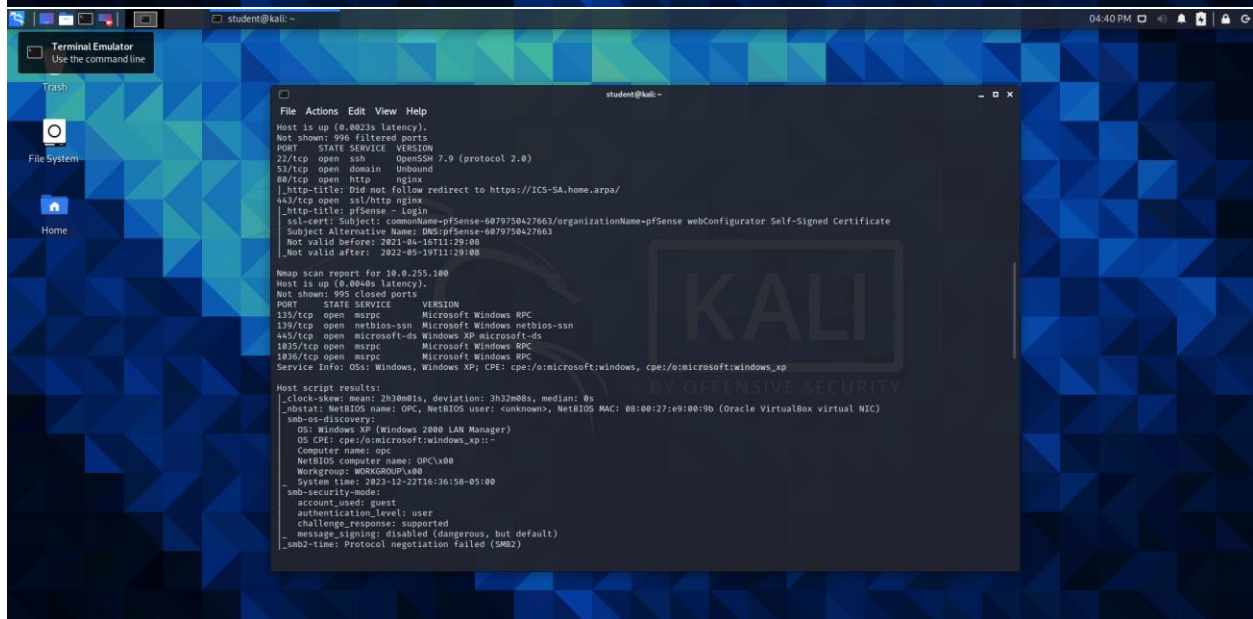 student@kali: ~
04:40 PM
Terminal Emulator
Use the command line
Trash
File System
Home
student@kali: ~
File Actions Edit View Help
Host is up (0.0023s latency).
Not shown: 996 filtered ports
PORT STATE SERVICE VERSION
22/tcp open ssh OpenSSH 7.9 (protocol 2.0)
53/tcp open domain Unbound
80/tcp open http nginx
|_http-title: Did not follow redirect to https://ICS-SA.home.arpa/
443/tcp open ssl/http nginx
|_http-title: pfSense - Login
| ssl-cert: Subject: commonName=pfSense-6079750427663/organizationName=pfSense webConfigurator Self-Signed Certificate
| Subject Alternative Name: DNS:pfSense-6079750427663
| Not valid before: 2021-04-16T11:29:08
|_Not valid after: 2022-05-19T11:29:08
Nmap scan report for 10.0.255.100
Host is up (0.0040s latency).
Not shown: 995 closed ports
PORT STATE SERVICE VERSION
135/tcp open msrpc Microsoft Windows RPC
139/tcp open netbios-ssn Microsoft Windows netbios-ssn
445/tcp open microsoft-ds Windows XP microsoft-ds
1035/tcp open msrpc Microsoft Windows RPC
1036/tcp open msrpc Microsoft Windows RPC
Service Info: OSs: Windows, Windows XP; CPE: cpe:/o:microsoft:windows, cpe:/o:microsoft:windows_xp
Host script results:
|_clock-skew: mean: 2h30m01s, deviation: 3h32m08s, median: 0s
|_nbstat: NetBIOS name: OPC, NetBIOS user: <unknown>, NetBIOS MAC: 08:00:27:e9:00:9b (Oracle VirtualBox virtual NIC)
| smb-os-discovery:
| OS: Windows XP (Windows 2000 LAN Manager)
| OS CPE: cpe:/o:microsoft:windows_xp::-
| Computer name: opc
| NetBIOS computer name: OPC\x00
| Workgroup: WORKGROUP\x00
|_ System time: 2023-12-22T16:36:58-05:00
| smb-security-mode:
| account_used: guest
| authentication_level: user
| challenge_response: supported
|_ message_signing: disabled (dangerous, but default)
|_smb2-time: Protocol negotiation failed (SMB2)
KALI
BY OFFENSIVE SECURITY